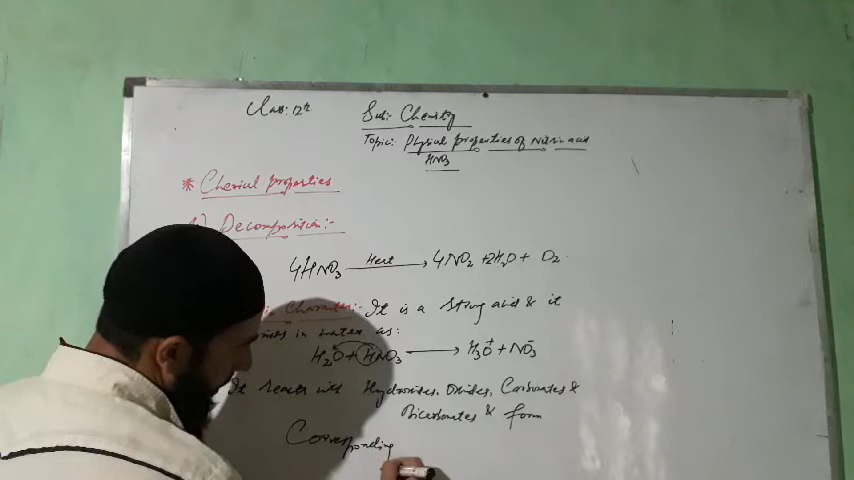 Class: 12th
Sub: Chemistry
Topic: Physical properties of Nitric acid
HNO3
* Chemical properties
1) Decomposition:-
4HNO3 —Heat→ 4NO2 + 2H2O + O2
Character:- It is a strong acid & it
in water as:
H2O + HNO3 → H3O+ + NO3-
It reacts with Hydroxides, Oxides, Carbonates &
Bicarbonates & form
Corresponding